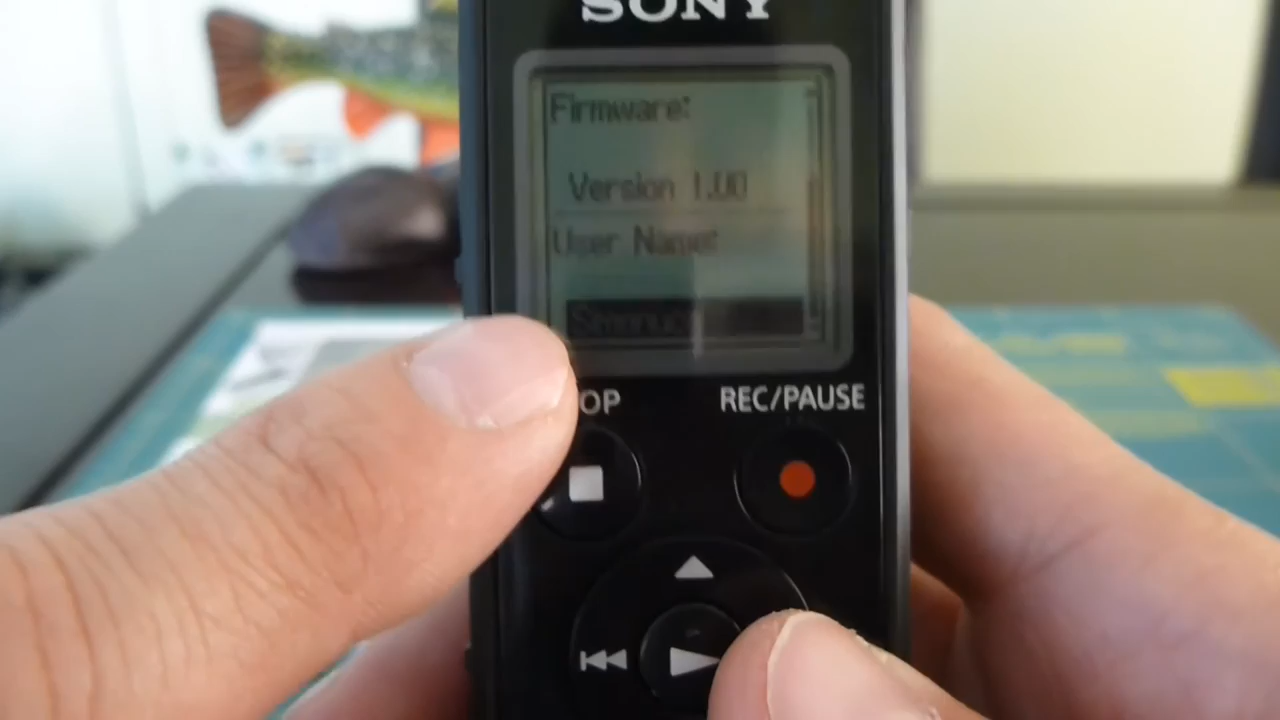 SONY
Firmware:
Version 1.00
User Name:
OP
REC/PAUSE